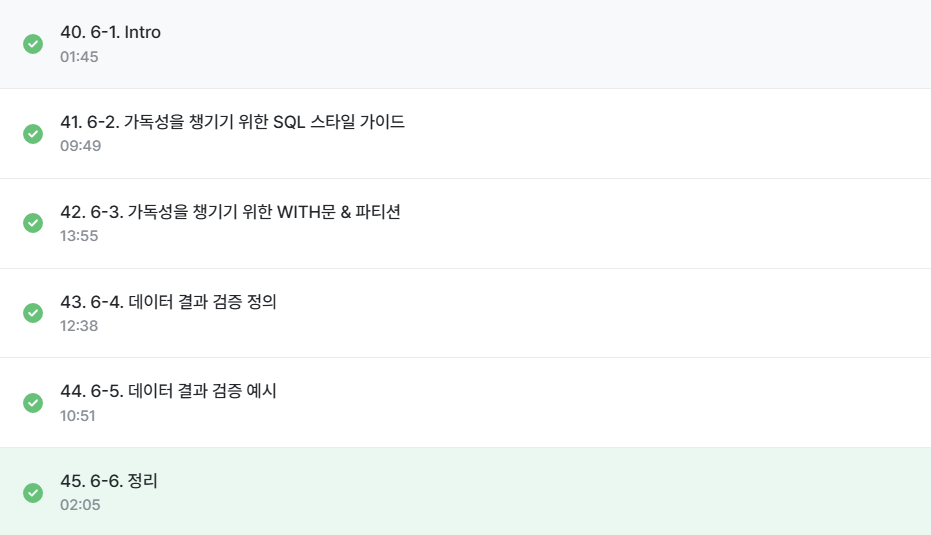 40. 6-1. Intro
01:45
41. 6-2. 가독성을 챙기기 위한 SQL 스타일 가이드
09:49
42. 6-3. 가독성을 챙기기 위한 WITH문 & 파티션
13:55
43. 6-4. 데이터 결과 검증 정의
12:38
44. 6-5. 데이터 결과 검증 예시
10:51
45. 6-6. 정리
02:05